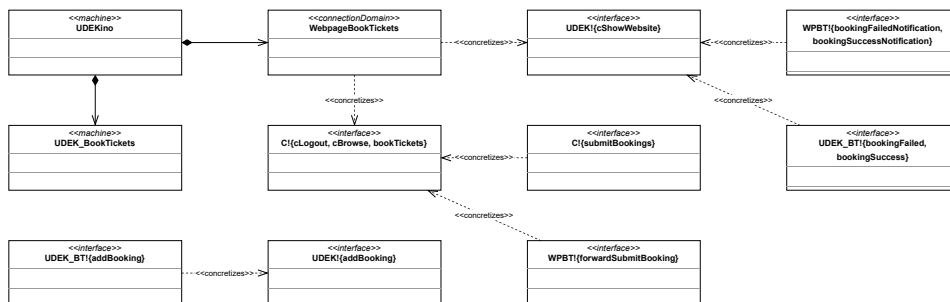 <<machine>>
UDEKino
<<connectionDomain>>
WebpageBookTickets
<<concretizes>>
<<interface>>
UDEK!{cShowWebsite}
<<concretizes>>
<<interface>>
WPBT!{bookingFailedNotification,
bookingSuccessNotification}
<<concretizes>>
<<concretizes>>
<<machine>>
UDEK_BookTickets
<<interface>>
C!{cLogout, cBrowse, bookTickets}
<<concretizes>>
<<interface>>
C!{submitBookings}
<<interface>>
UDEK_BT!{bookingFailed,
bookingSuccess}
<<concretizes>>
<<interface>>
UDEK_BT!{addBooking}
<<concretizes>>
<<interface>>
UDEK!{addBooking}
<<interface>>
WPBT!{forwardSubmitBooking}